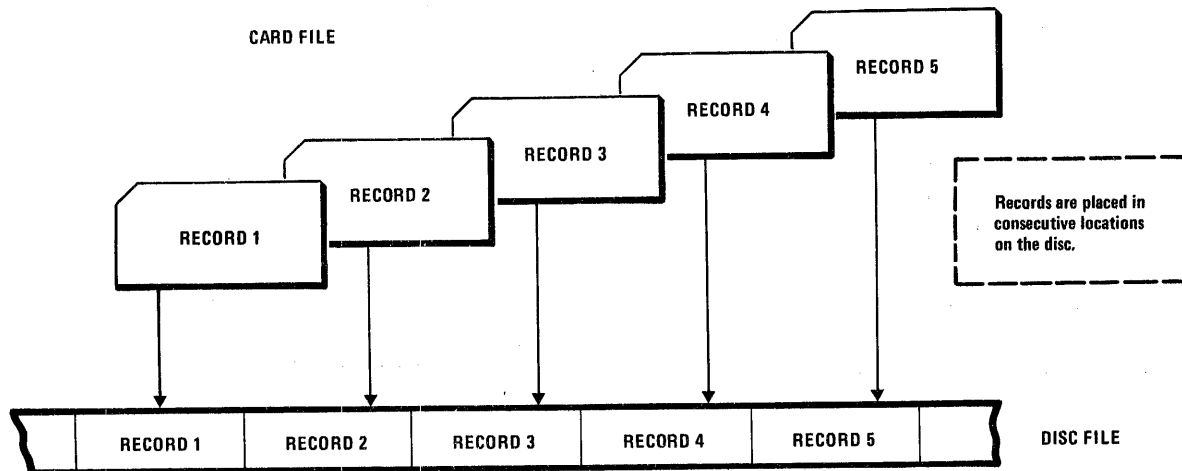 CARD FILE
RECORD 5
RECORD 4
RECORD 3
RECORD 2
RECORD 1
Records are placed in
consecutive locations
on the disc.
RECORD 1 RECORD 2 RECORD 3 RECORD 4 RECORD 5
DISC FILE